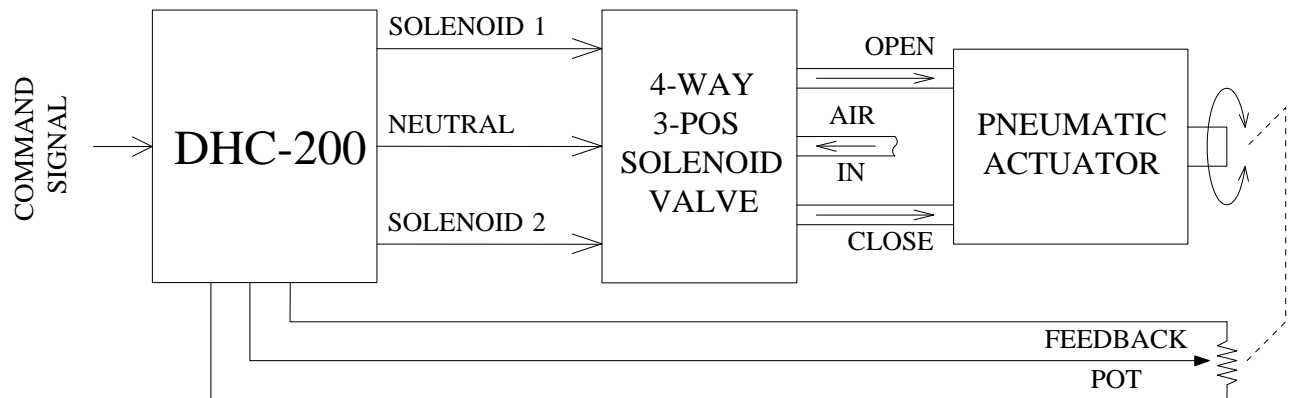 COMMAND
SIGNAL
DHC-200
SOLENOID 1
NEUTRAL
SOLENOID 2
4-WAY
3-POS
SOLENOID
VALVE
OPEN
AIR
IN
CLOSE
PNEUMATIC
ACTUATOR
FEEDBACK
POT